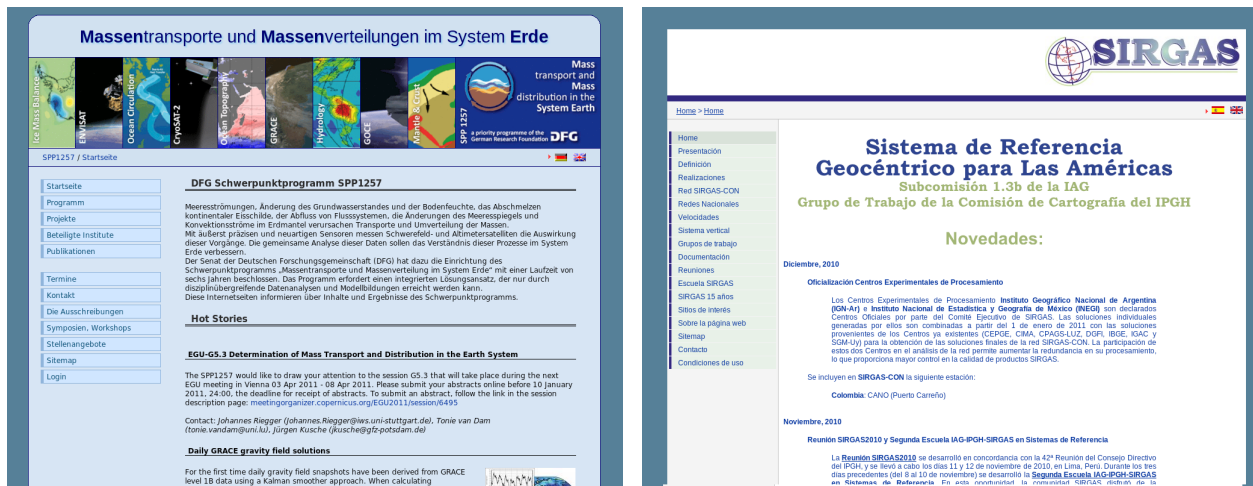 Massentransporte und Massenverteilungen im System Erde
Ice Mass Balance
ENVISAT
Ocean Circulation
CryoSAT-2
Ocean Topography
GRACE
Hydrology
GOCE
Mantle & Crust
SPP 1257
Mass
transport and
Mass
distribution in the
System Earth
a priority programme of the
German Research Foundation DFG
SPP1257 / Startseite
Startseite
Programm
Projekte
Beteiligte Institute
Publikationen
Termine
Kontakt
Die Ausschreibungen
Symposien, Workshops
Stellenangebote
Sitemap
Login
DFG Schwerpunktprogramm SPP1257
Meeresströmungen, Änderung des Grundwasserstandes und der Bodenfeuchte, das Abschmelzen
kontinentaler Eisschilde, der Abfluss von Flusssystemen, die Änderungen des Meeresspiegels und
Konvektionsströme im Erdmantel verursachen Transporte und Umverteilung der Massen.
Mit äußerst präzisen und neuartigen Sensoren messen Schwerefeld- und Altimetersatelliten die Auswirkung
dieser Vorgänge. Die gemeinsame Analyse dieser Daten sollen das Verständnis dieser Prozesse im System
Erde verbessern.
Der Senat der Deutschen Forschungsgemeinschaft (DFG) hat dazu die Einrichtung des
Schwerpunktprogramms „Massentransporte und Massenverteilung im System Erde“ mit einer Laufzeit von
sechs Jahren beschlossen. Das Programm erfordert einen integrierten Lösungsansatz, der nur durch
disziplinübergreifende Datenanalysen und Modellbildungen erreicht werden kann.
Diese Internetseiten informieren über Inhalte und Ergebnisse des Schwerpunktprogramms.
Hot Stories
EGU-G5.3 Determination of Mass Transport and Distribution in the Earth System
The SPP1257 would like to draw your attention to the session G5.3 that will take place during the next
EGU meeting in Vienna 03 Apr 2011 - 08 Apr 2011. Please submit your abstracts online before 10 January
2011, 24:00, the deadline for receipt of abstracts. To submit an abstract, follow the link in the session
description page: meetingorganizer.copernicus.org/EGU2011/session/6495
Contact: Johannes Riegger (Johannes.Riegger@iws.uni-stuttgart.de), Tonie van Dam
(tonie.vandam@uni.lu), Jürgen Kusche (jkusche@gfz-potsdam.de)
Daily GRACE gravity field solutions
For the first time daily gravity field snapshots have been derived from GRACE
level 1B data using a Kalman smoother approach. When calculating
SIRGAS
Home > Home
Home
Presentación
Definición
Realizaciones
Red SIRGAS-CON
Redes Nacionales
Velocidades
Sistema vertical
Grupos de trabajo
Documentación
Reuniones
Escuela SIRGAS
SIRGAS 15 años
Sitios de interés
Sobre la página web
Sitemap
Contacto
Condiciones de uso
Sistema de Referencia
Geocéntrico para Las Américas
Subcomisión 1.3b de la IAG
Grupo de Trabajo de la Comisión de Cartografía del IPGH
Novedades:
Diciembre, 2010
Oficialización Centros Experimentales de Procesamiento
Los Centros Experimentales de Procesamiento Instituto Geográfico Nacional de Argentina
(IGN-Ar) e Instituto Nacional de Estadística y Geografía de México (INEGI) son declarados
Centros Oficiales por parte del Comité Ejecutivo de SIRGAS. Las soluciones individuales
generadas por ellos son combinadas a partir del 1 de enero de 2011 con las soluciones
provenientes de los Centros ya existentes (CEPGE, CIMA, CPAGS-LUZ, DGFI, IBGE, IGAC y
SGM-Uy) para la obtención de las soluciones finales de la red SIRGAS-CON. La participación de
estos dos Centros en el análisis de la red permite aumentar la redundancia en su procesamiento,
lo que proporciona mayor control en la calidad de productos SIRGAS.
Se incluyen en SIRGAS-CON la siguiente estación:
Colombia: CANO (Puerto Carreño)
Noviembre, 2010
Reunión SIRGAS2010 y Segunda Escuela IAG-IPGH-SIRGAS en Sistemas de Referencia
La Reunión SIRGAS2010 se desarrolló en concordancia con la 42ª Reunión del Consejo Directivo
del IPGH, y se llevó a cabo los días 11 y 12 de noviembre de 2010, en Lima, Perú. Durante los tres
días precedentes (del 8 al 10 de noviembre) se desarrolló la Segunda Escuela IAG-IPGH-SIRGAS
en Sistemas de Referencia. En esta oportunidad, la comunidad SIRGAS disfrutó de la